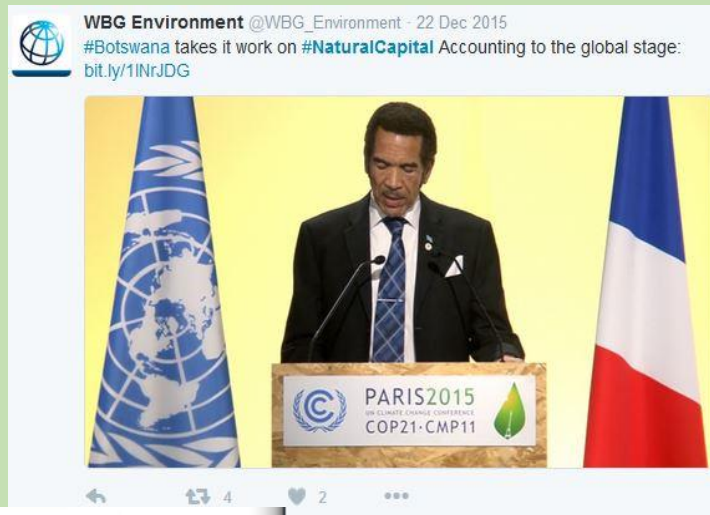 WBG Environment @WBG_Environment · 22 Dec 2015
#Botswana takes it work on #NaturalCapital Accounting to the global stage:
bit.ly/1INrJDG
PARIS2015
UN CLIMATE CHANGE CONFERENCE
COP21·CMP11
4
2